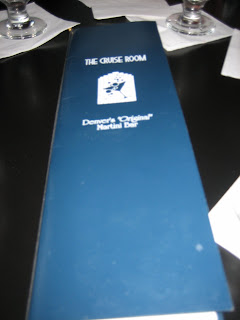 THE CRUISE ROOM
Denver's "Original"
Martini Bar